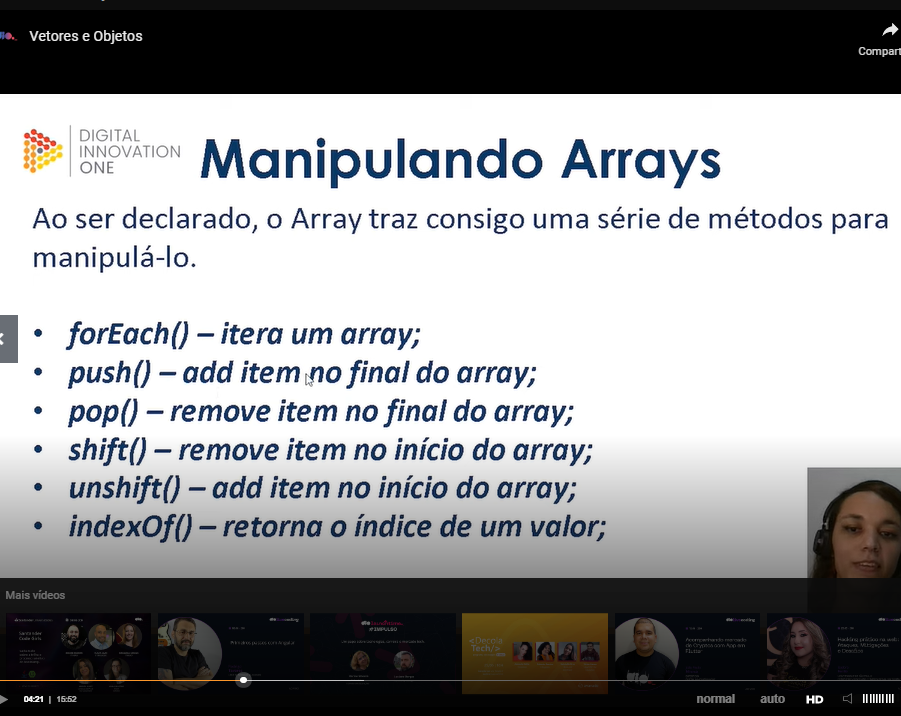 Vetores e Objetos
Compart
DIGITAL
INNOVATION
ONE
Manipulando Arrays
Ao ser declarado, o Array traz consigo uma série de métodos para
manipulá-lo.
• forEach() – itera um array;
• push() – add item no final do array;
• pop() – remove item no final do array;
• shift() – remove item no início do array;
• unshift() – add item no início do array;
• indexOf() – retorna o índice de um valor;
Mais vídeos
<Decola
Tech/>
04:21 | 15:52
normal
auto
HD